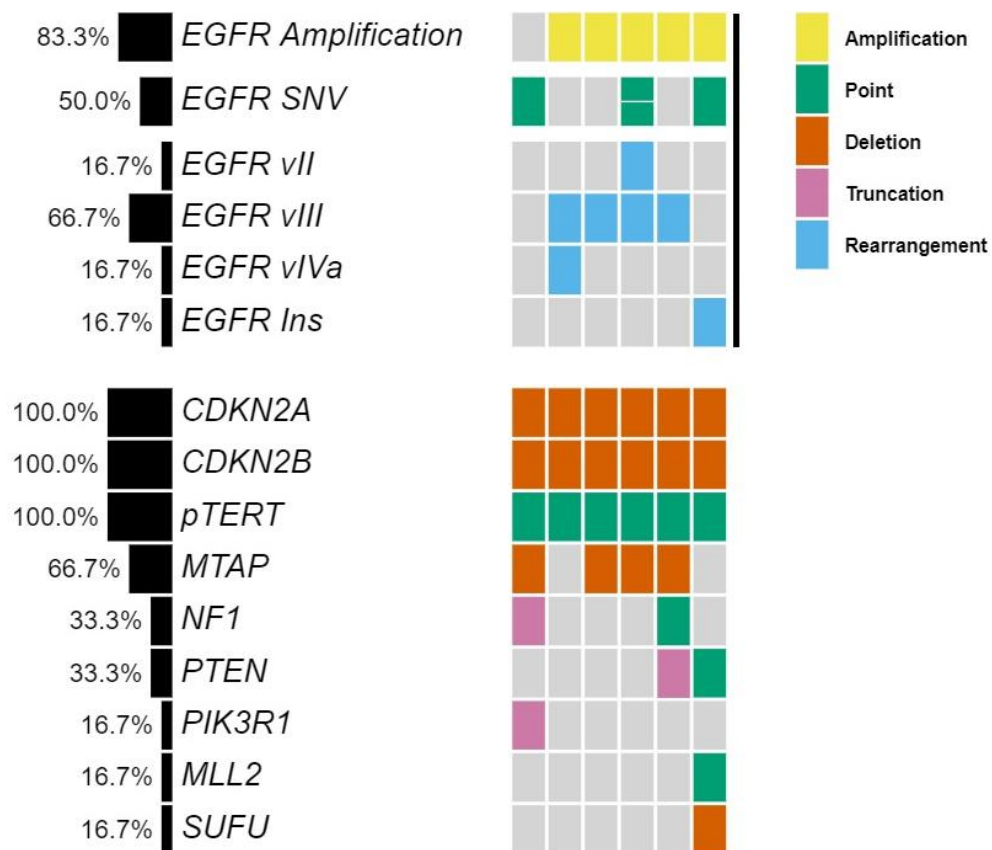 83.3% EGFR Amplification
50.0% EGFR SNV
16.7% EGFR vII
66.7% EGFR vIII
16.7% EGFR vIVa
16.7% EGFR Ins
100.0% CDKN2A
100.0% CDKN2B
100.0% pTERT
66.7% MTAP
33.3% NF1
33.3% PTEN
16.7% PIK3R1
16.7% MLL2
16.7% SUFU
Amplification
Point
Deletion
Truncation
Rearrangement